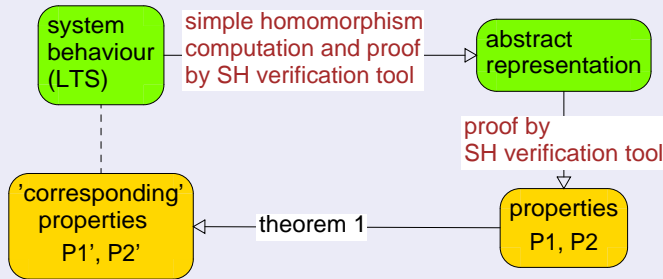 system
behaviour
(LTS)
simple homomorphism
computation and proof
by SH verification tool
abstract
representation
proof by
SH verification tool
properties
P1, P2
theorem 1
’corresponding’
properties
P1’, P2’